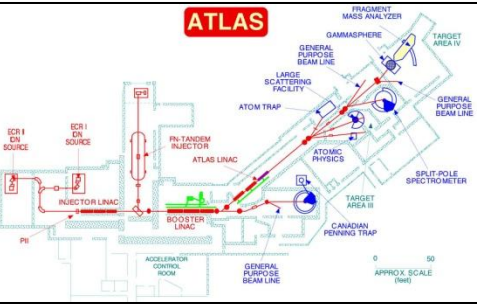 ATLAS
FRAGMENT
MASS ANALYZER
GAMMASPHERE
TARGET
AREA IV
GENERAL
PURPOSE
BEAM LINE
LARGE
SCATTERING
FACILITY
ATOM TRAP
GENERAL
PURPOSE
BEAM LINE
ECR II
ION
SOURCE
ECR I
ION
SOURCE
FN-TANDEM
INJECTOR
ATLAS LINAC
ATOMIC
PHYSICS
SPLIT-POLE
SPECTROMETER
INJECTOR LINAC
TARGET
AREA III
PII
BOOSTER
LINAC
CANADIAN
PENNING TRAP
ACCELERATOR
CONTROL
ROOM
GENERAL
PURPOSE
BEAM LINE
0 50
APPROX. SCALE
(feet)